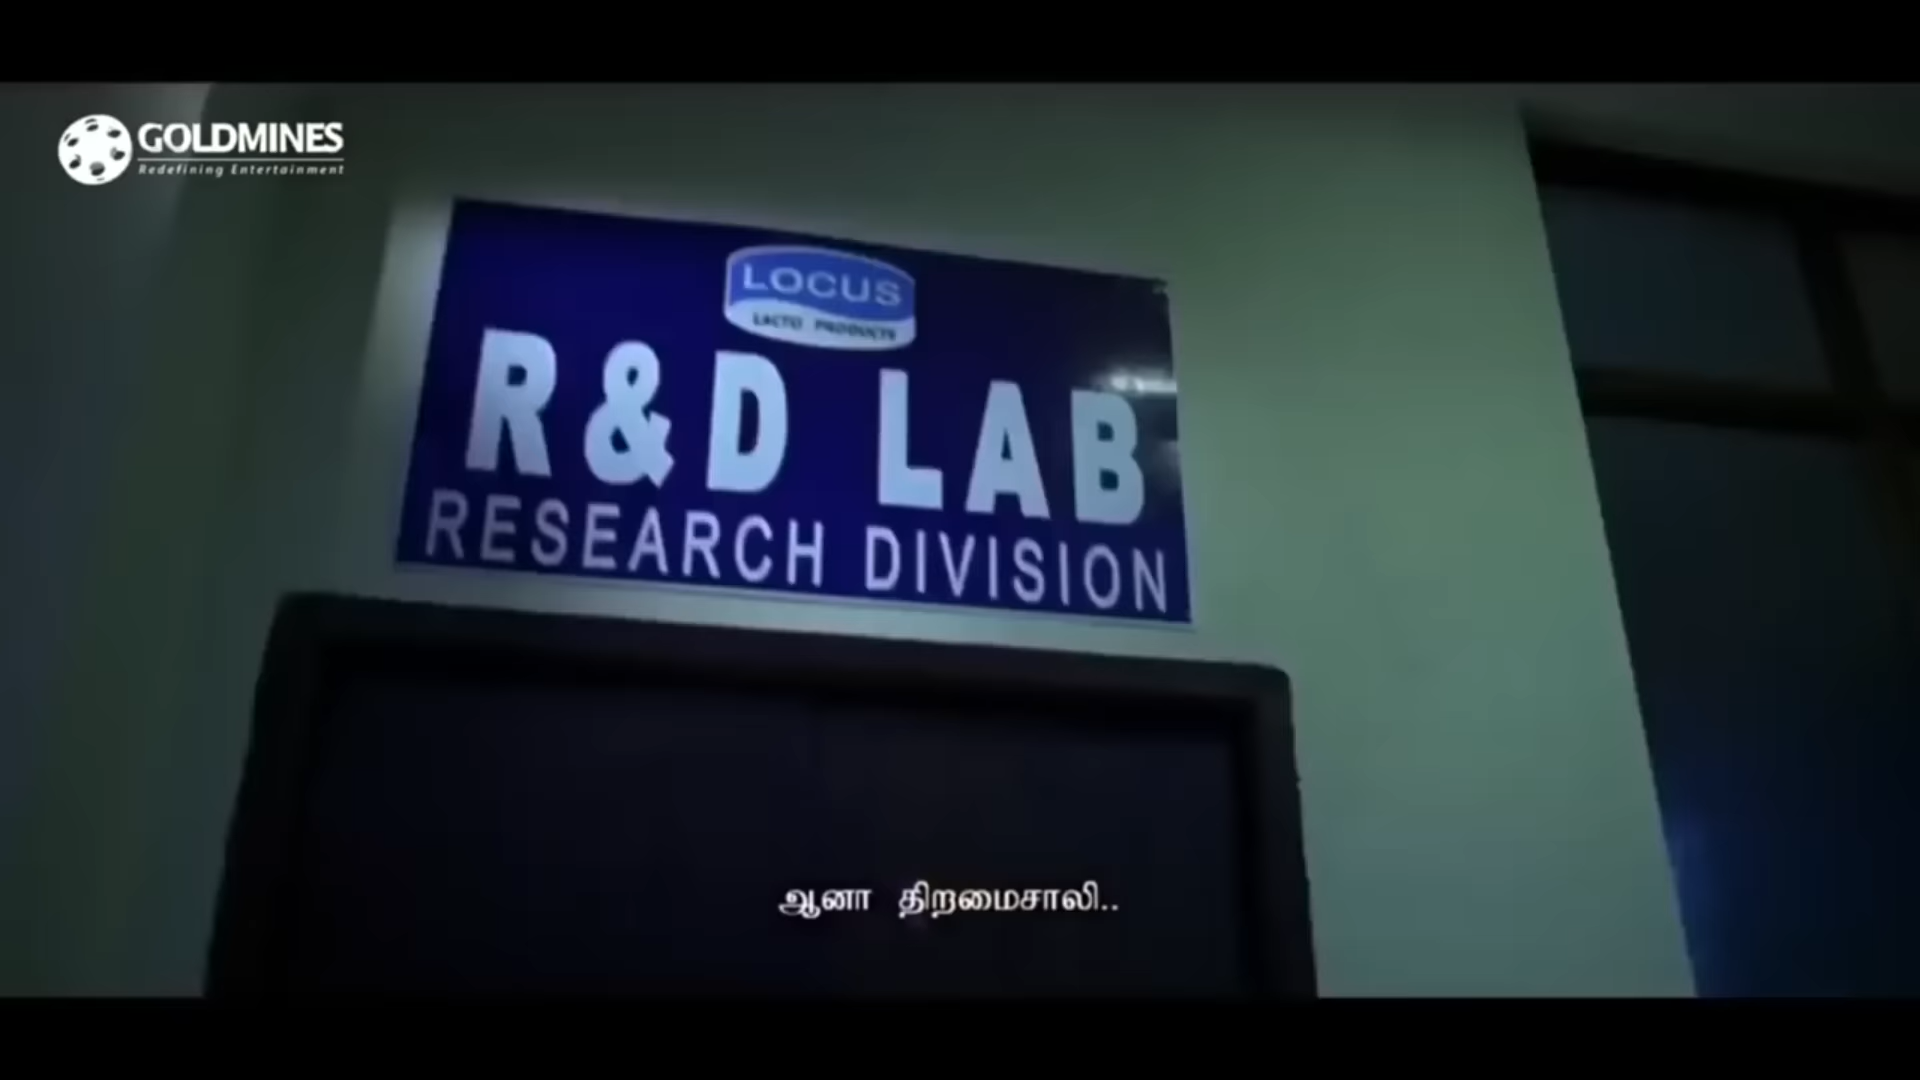 GOLDMINES
Redefining Entertainment
LOCUS
LACTO PRODUCTS
R&D LAB
RESEARCH DIVISION
ஆனா திறமைசாலி..